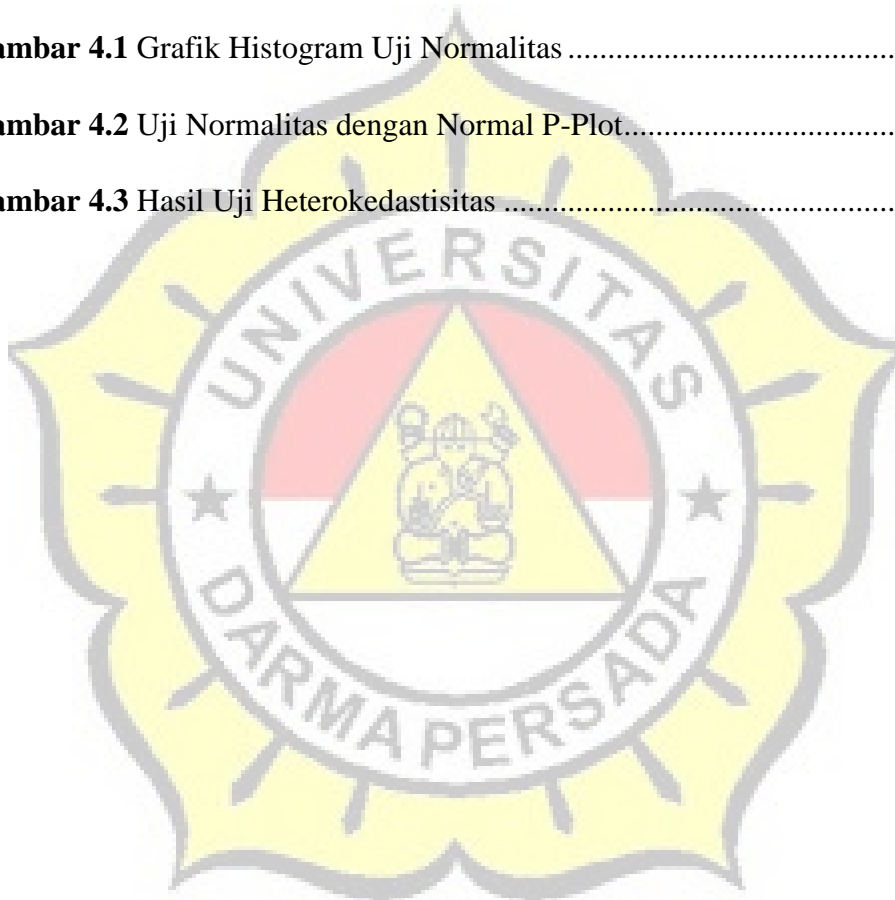 ambar 4.1 Grafik Histogram Uji Normalitas ........................................
ambar 4.2 Uji Normalitas dengan Normal P-Plot.................................
ambar 4.3 Hasil Uji Heterokedastisitas ................................................
UNIVERSITAS
DARMA PERSADA